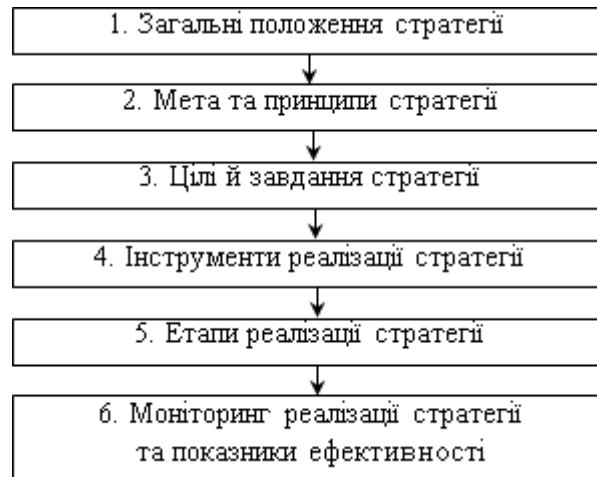 1. Загальні положення стратегії
2. Мета та принципи стратегії
3. Цілі й завдання стратегії
4. Інструменти реалізації стратегії
5. Етапи реалізації стратегії
6. Моніторинг реалізації стратегії
та показники ефективності